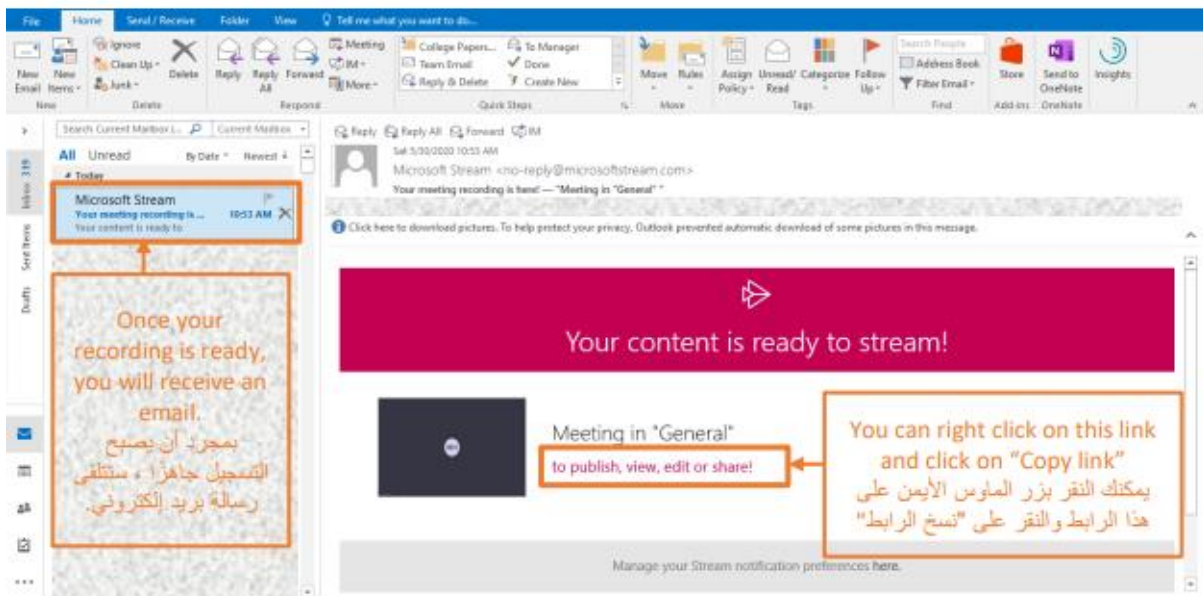 File Home Send / Receive Folder View Tell me what you want to do...
New Email
New Items
Ignore
Clean Up
Junk
Delete
Reply
Reply All
Forward
Meeting
IM
More
College Papers...
Team Email
Reply & Delete
To Manager
Done
Create New
Move
Rules
Assign Policy
Unread/ Read
Categorize
Follow Up
Search People
Address Book
Filter Email
Store
Send to OneNote
Insights
New Delete Respond Quick Steps Move Tags Find Add-ins OneNote
Search Current Mailbox Current Mailbox
All Unread By Date Newest
Today
Microsoft Stream
Your meeting recording is ... 10:53 AM
Your content is ready to
Inbox 319
Sent Items
Drafts
Reply Reply All Forward IM
Sat 5/30/2020 10:53 AM
Microsoft Stream <no-reply@microsoftstream.com>
Your meeting recording is here! — "Meeting in "General" "
Click here to download pictures. To help protect your privacy, Outlook prevented automatic download of some pictures in this message.
Your content is ready to stream!
Once your
recording is ready,
you will receive an
email.
بمجرد أن يصبح
التسجيل جاهزًا ، ستتلقى
رسالة بريد إلكتروني.
Meeting in "General"
to publish, view, edit or share!
You can right click on this link
and click on "Copy link"
يمكنك النقر بزر الماوس الأيمن على
هذا الرابط والنقر على "نسخ الرابط"
Manage your Stream notification preferences here.